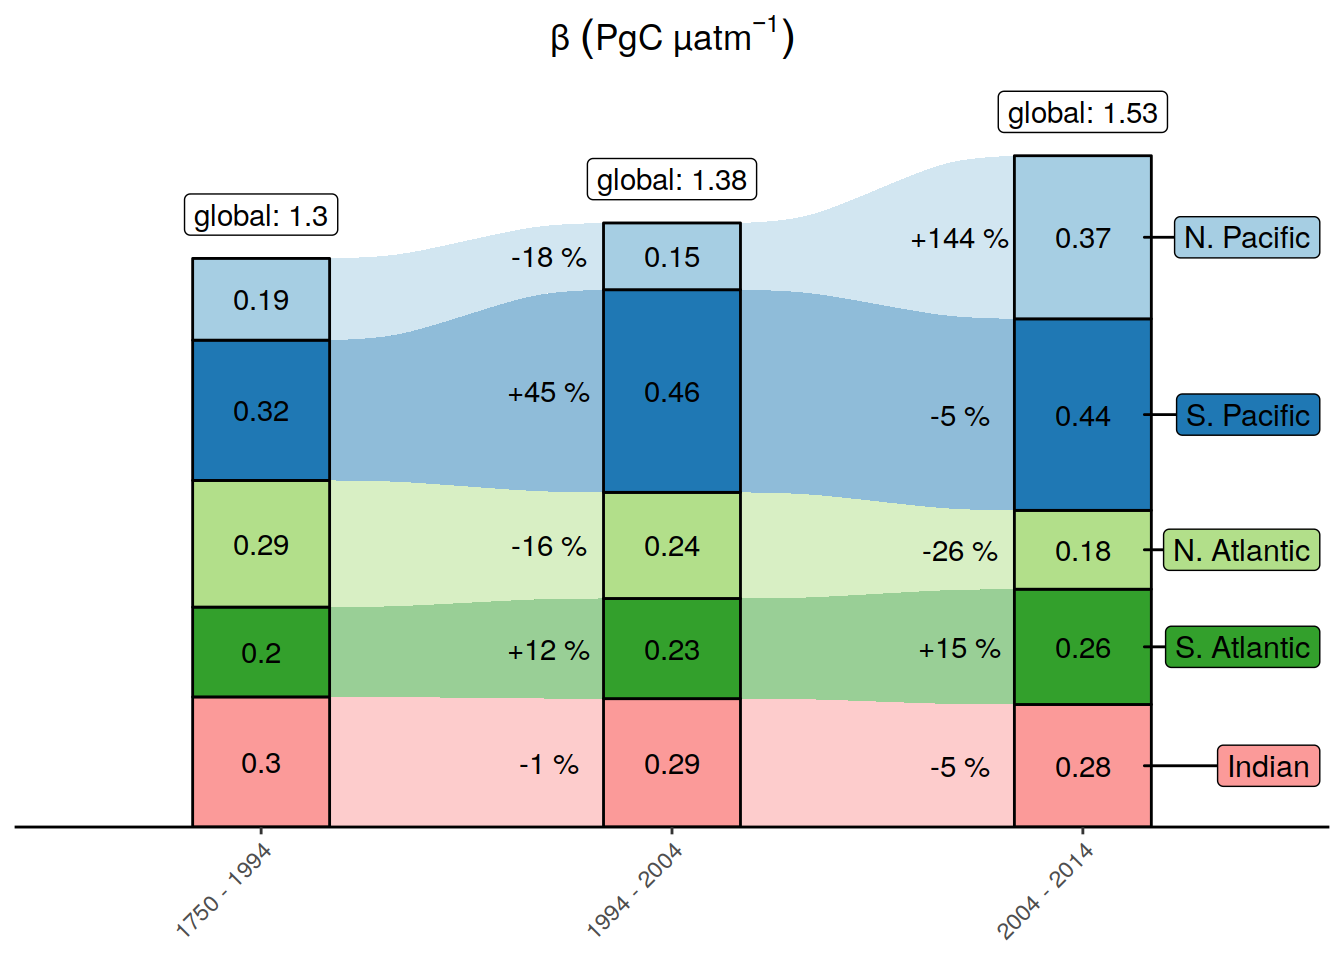 β (PgC µatm⁻¹)
global: 1.3
global: 1.38
global: 1.53
0.19
-18 %
0.15
+144 %
0.37
N. Pacific
0.32
+45 %
0.46
-5 %
0.44
S. Pacific
0.29
-16 %
0.24
-26 %
0.18
N. Atlantic
0.2
+12 %
0.23
+15 %
0.26
S. Atlantic
0.3
-1 %
0.29
-5 %
0.28
Indian
1750 - 1994
1994 - 2004
2004 - 2014